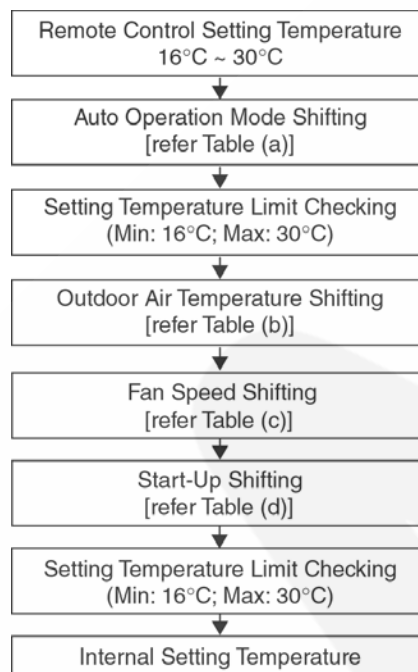 Remote Control Setting Temperature
16°C ~ 30°C
Auto Operation Mode Shifting
[refer Table (a)]
Setting Temperature Limit Checking
(Min: 16°C; Max: 30°C)
Outdoor Air Temperature Shifting
[refer Table (b)]
Fan Speed Shifting
[refer Table (c)]
Start-Up Shifting
[refer Table (d)]
Setting Temperature Limit Checking
(Min: 16°C; Max: 30°C)
Internal Setting Temperature